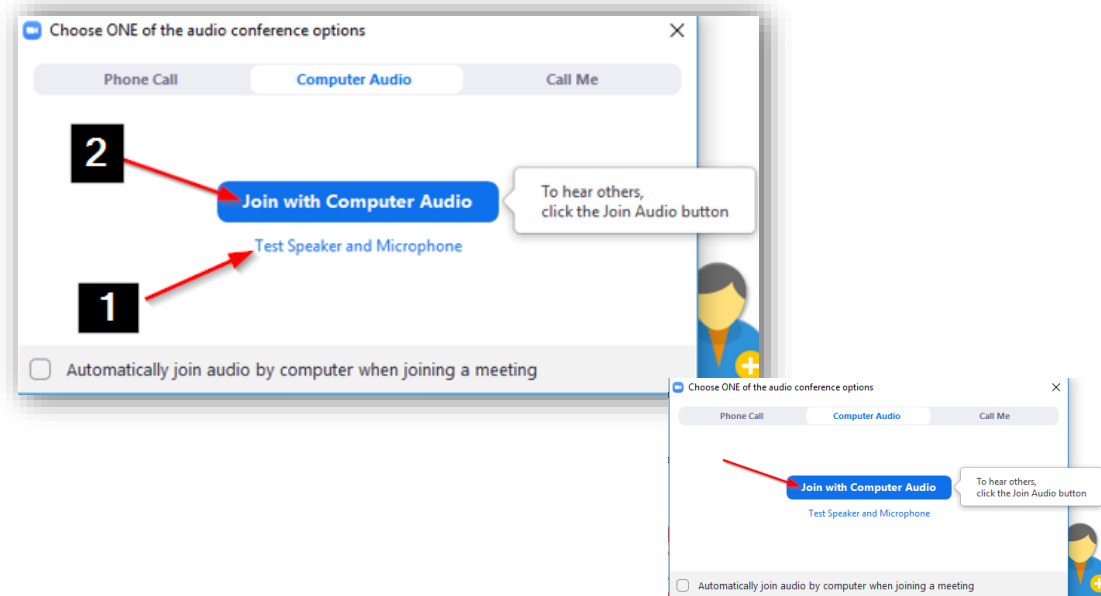 Choose ONE of the audio conference options
Phone Call Computer Audio Call Me
2
Join with Computer Audio
To hear others,
click the Join Audio button
Test Speaker and Microphone
1
Automatically join audio by computer when joining a meeting
Choose ONE of the audio conference options
Phone Call Computer Audio Call Me
Join with Computer Audio
To hear others,
click the Join Audio button
Test Speaker and Microphone
Automatically join audio by computer when joining a meeting